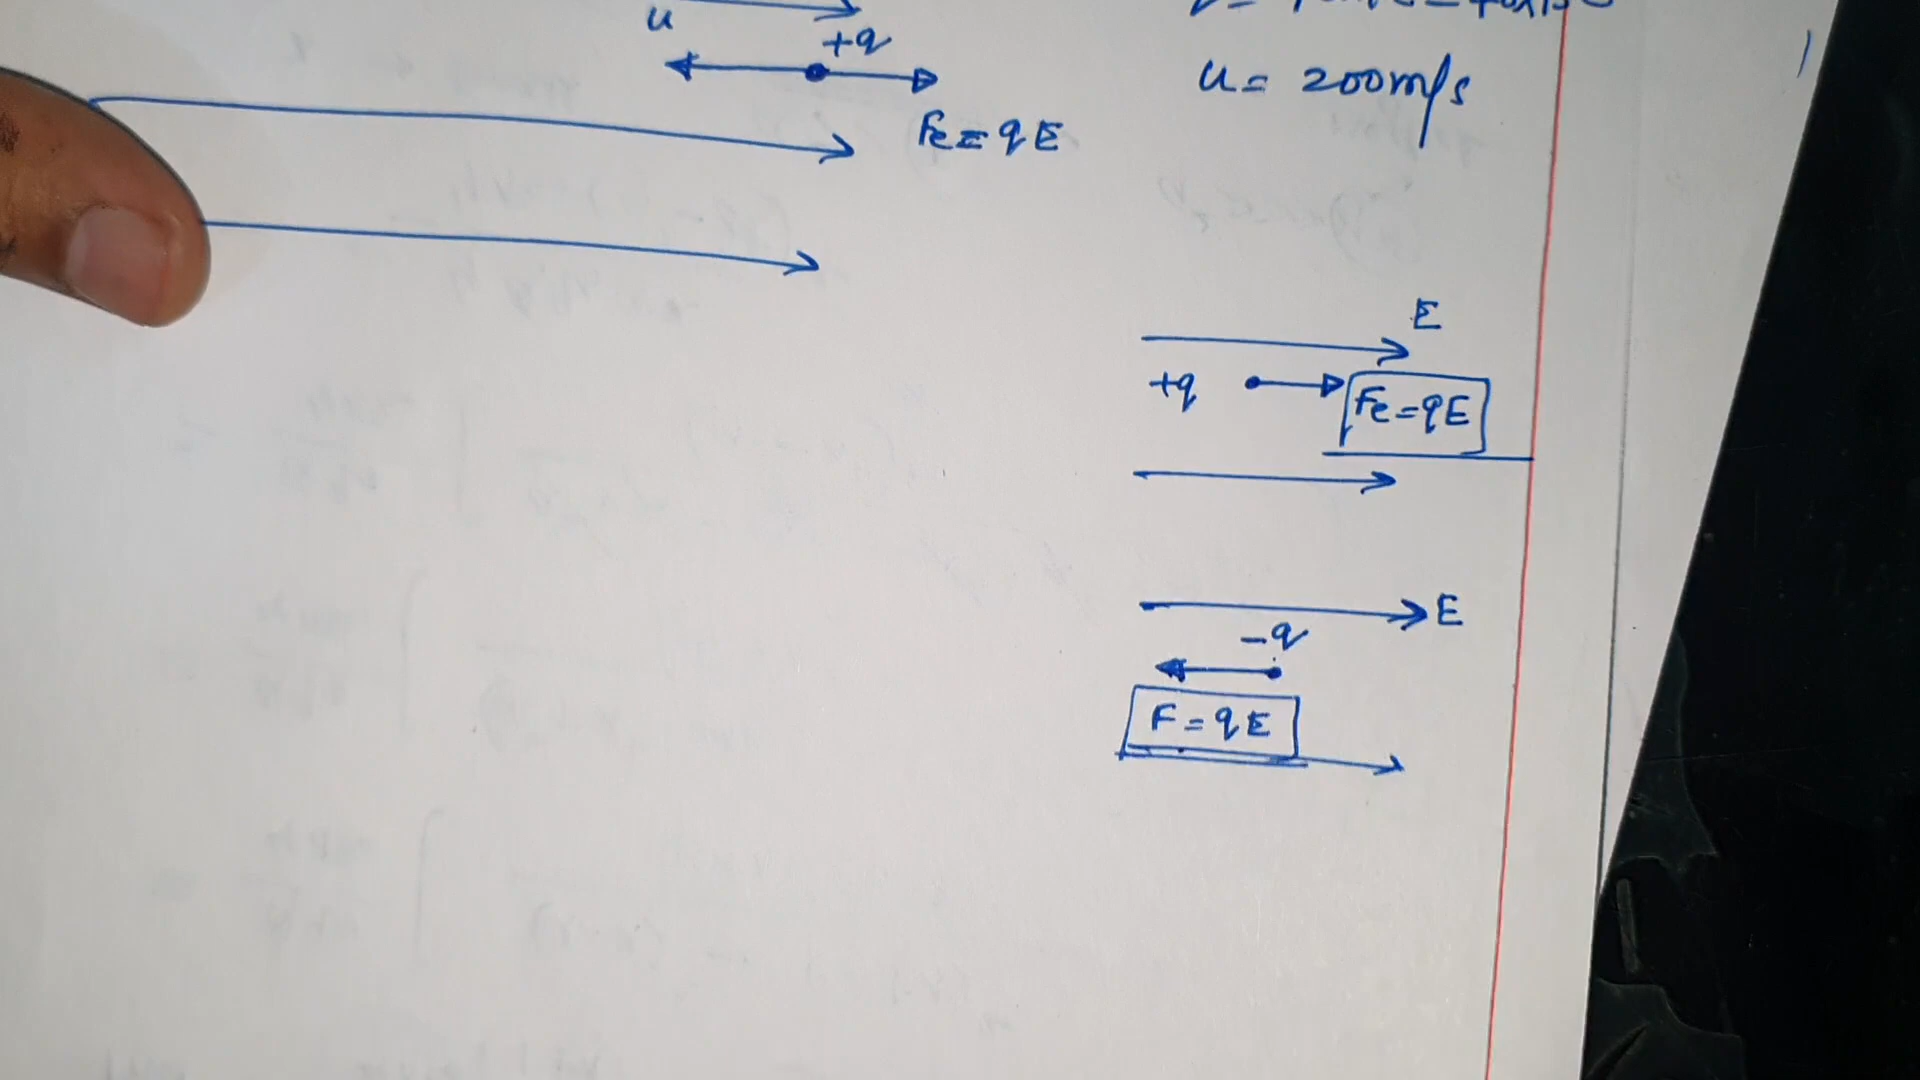 u
+q
Fe = qE
u = 200m/s
E
+q
Fe = qE
E
-q
F = qE